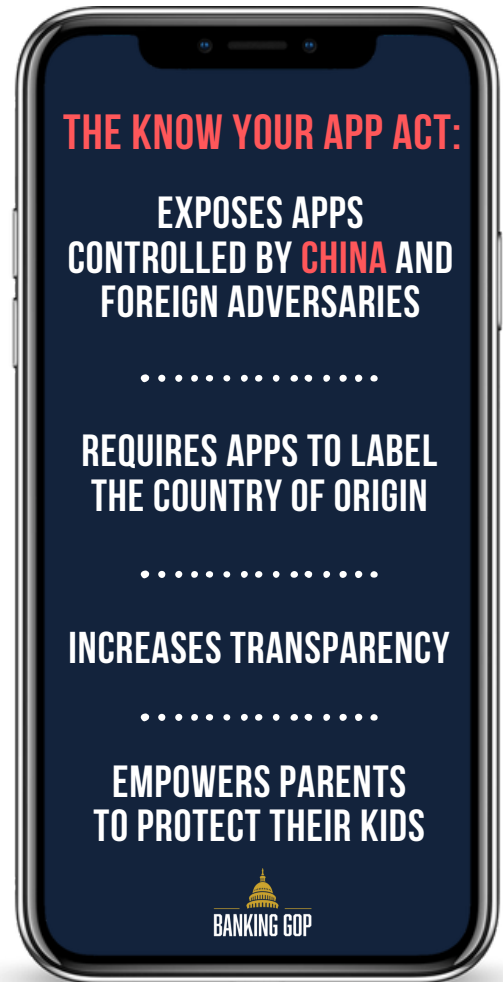 THE KNOW YOUR APP ACT:
EXPOSES APPS
CONTROLLED BY CHINA AND
FOREIGN ADVERSARIES
REQUIRES APPS TO LABEL
THE COUNTRY OF ORIGIN
INCREASES TRANSPARENCY
EMPOWERS PARENTS
TO PROTECT THEIR KIDS
BANKING GOP